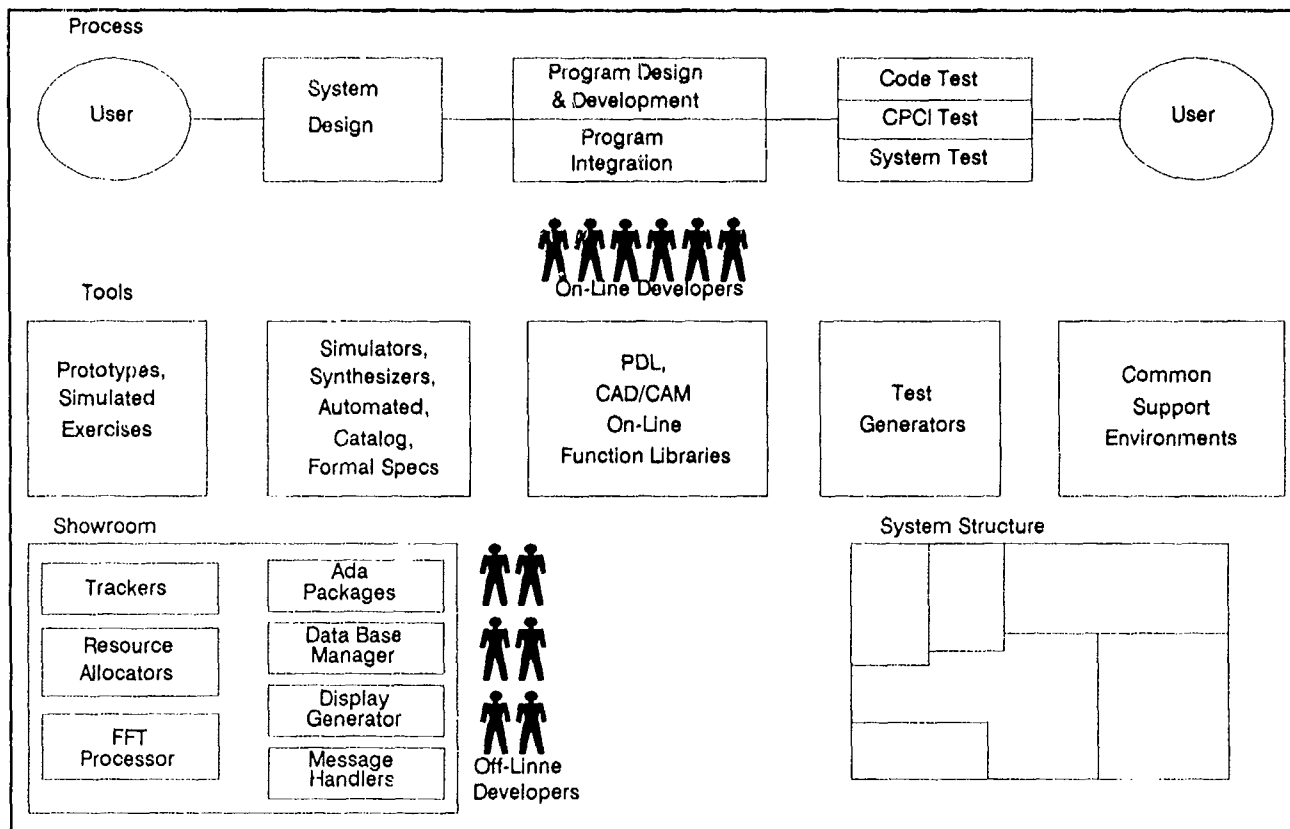 Process
User
System
Design
Program Design
& Development
Program
Integration
Code Test
CPCI Test
System Test
User
On-Line Developers
Tools
Prototypes,
Simulated
Exercises
Simulators,
Synthesizers,
Automated,
Catalog,
Formal Specs
PDL,
CAD/CAM
On-Line
Function Libraries
Test
Generators
Common
Support
Environments
Showroom
Trackers
Resource
Allocators
FFT
Processor
Ada
Packages
Data Base
Manager
Display
Generator
Message
Handlers
Off-Linne
Developers
System Structure